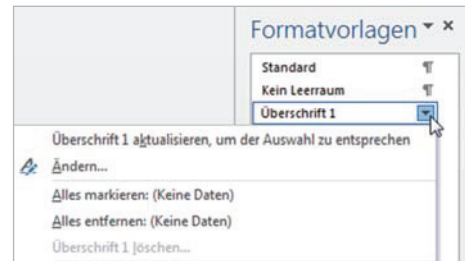 Formatvorlagen
Standard
Kein Leerraum
Überschrift 1
Überschrift 1 aktualisieren, um der Auswahl zu entsprechen
Ändern...
Alles markieren: (Keine Daten)
Alles entfernen: (Keine Daten)
Überschrift 1 löschen...